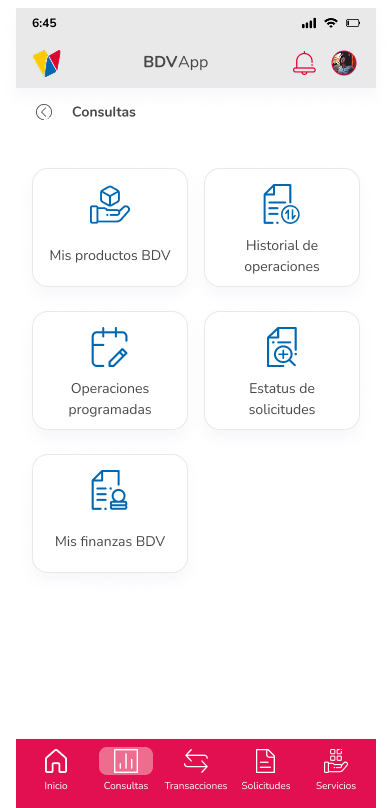 6:45
BDVApp
Consultas
Mis productos BDV
Historial de
operaciones
Operaciones
programadas
Estatus de
solicitudes
Mis finanzas BDV
Inicio
Consultas
Transacciones
Solicitudes
Servicios